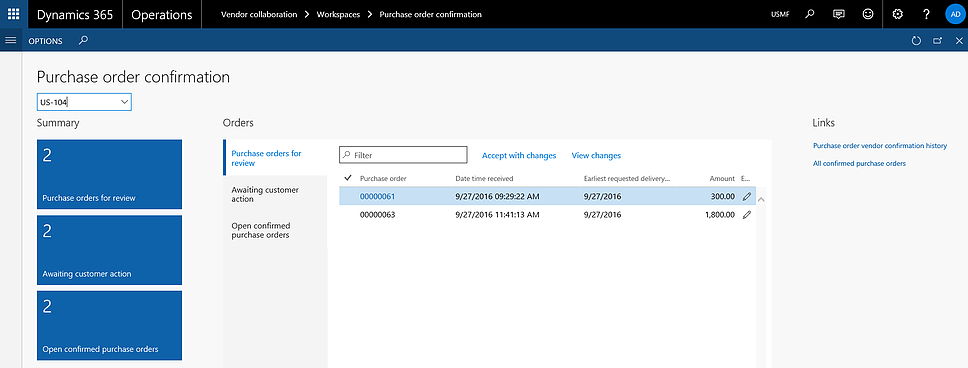 Dynamics 365
Operations
Vendor collaboration > Workspaces > Purchase order confirmation
USMF
?
AD
OPTIONS
Purchase order confirmation
US-104
Summary
2
Purchase orders for review
2
Awaiting customer action
2
Open confirmed purchase orders
Orders
Purchase orders for
review
Awaiting customer
action
Open confirmed
purchase orders
Filter
Accept with changes
View changes
Purchase order Date time received Earliest requested delivery... Amount E...
00000061 9/27/2016 09:29:22 AM 9/27/2016 300.00
00000063 9/27/2016 11:41:13 AM 9/27/2016 1,800.00
Links
Purchase order vendor confirmation history
All confirmed purchase orders